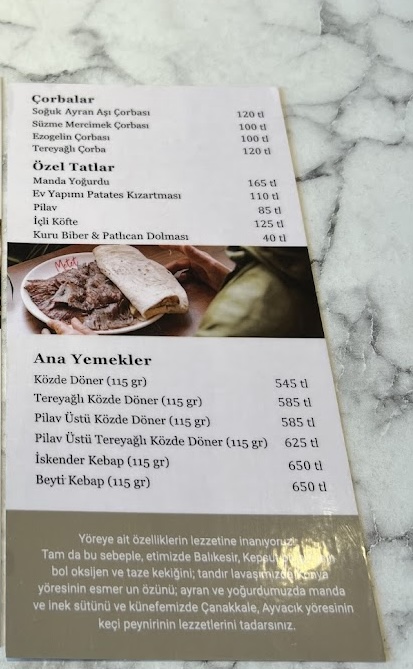 Çorbalar
Soğuk Ayran Aşı Çorbası 120 tl
Süzme Mercimek Çorbası 100 tl
Ezogelin Çorbası 100 tl
Tereyağlı Çorba 120 tl
Özel Tatlar
Manda Yoğurdu 165 tl
Ev Yapımı Patates Kızartması 110 tl
Pilav 85 tl
İçli Köfte 125 tl
Kuru Biber & Patlıcan Dolması 40 tl
Ana Yemekler
Közde Döner (115 gr) 545 tl
Tereyağlı Közde Döner (115 gr) 585 tl
Pilav Üstü Közde Döner (115 gr) 585 tl
Pilav Üstü Tereyağlı Közde Döner (115 gr) 625 tl
İskender Kebap (115 gr) 650 tl
Beyti Kebap (115 gr) 650 tl
Yöreye ait özelliklerin lezzetine inanıyoruz.
Tam da bu sebeple, etimizde Balıkesir,
bol oksijen ve taze kekiğini; tandır lavaşımızda Konya
yöresinin esmer un özünü; ayran ve yoğurdumuzda manda
ve inek sütünü ve künefemizde Çanakkale, Ayvacık yöresinin
keçi peynirinin lezzetlerini tadarsınız.